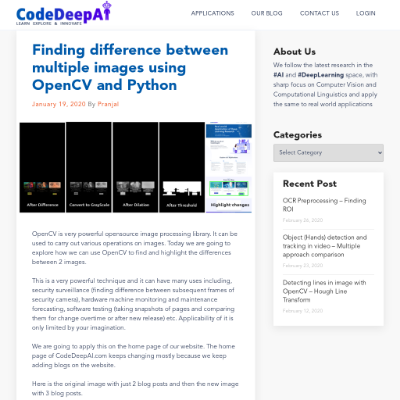 CodeDeepAI
LEARN EXPLORE & INNOVATE
APPLICATIONS
OUR BLOG
CONTACT US
LOGIN
Finding difference between
multiple images using
OpenCV and Python
January 19, 2020 By Pranjal
After Difference
Convert to GrayScale
After Dilation
After Threshold
Highlight changes
OpenCV is very powerful opensource image processing library. It can be
used to carry out various operations on images. Today we are going to
explore how we can use OpenCV to find and highlight the differences
between 2 images.
This is a very powerful technique and it can have many uses including,
security surveillance (finding difference between subsequent frames of
security camera), hardware machine monitoring and maintenance
forecasting, software testing (taking snapshots of pages and comparing
them for change overtime or after new release) etc. Applicability of it is
only limited by your imagination.
We are going to apply this on the home page of our website. The home
page of CodeDeepAI.com keeps changing mostly because we keep
adding blogs on the website.
Here is the original image with just 2 blog posts and then the new image
with 3 blog posts.
About Us
We follow the latest research in the
#AI and #DeepLearning space, with
sharp focus on Computer Vision and
Computational Linguistics and apply
the same to real world applications
Categories
Select Category
Recent Post
OCR Preprocessing – Finding
ROI
February 22, 2020
Object (Hands) detection and
tracking in video – Multiple
approach comparison
February 22, 2020
Detecting lines in image with
OpenCV – Hough Line
Transform
February 12, 2020